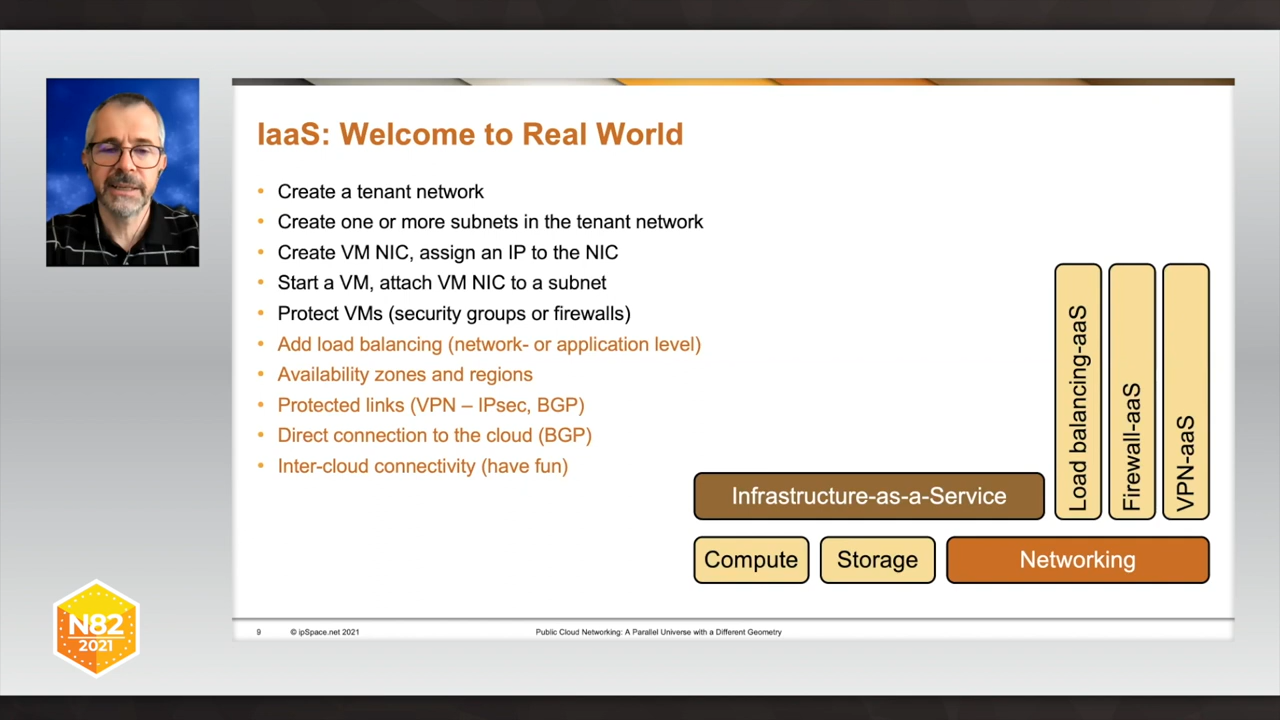 IaaS: Welcome to Real World
• Create a tenant network
• Create one or more subnets in the tenant network
• Create VM NIC, assign an IP to the NIC
• Start a VM, attach VM NIC to a subnet
• Protect VMs (security groups or firewalls)
• Add load balancing (network- or application level)
• Availability zones and regions
• Protected links (VPN – IPsec, BGP)
• Direct connection to the cloud (BGP)
• Inter-cloud connectivity (have fun)
Load balancing-aaS
Firewall-aaS
VPN-aaS
Infrastructure-as-a-Service
Compute
Storage
Networking
N82
2021
9
© ipSpace.net 2021
Public Cloud Networking: A Parallel Universe with a Different Geometry